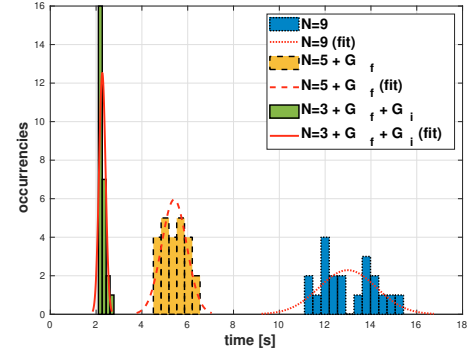 N=9
N=9 (fit)
N=5 + G f
N=5 + G f (fit)
N=3 + G f + G i
N=3 + G f + G i (fit)
occurrencies
16
14
12
10
8
6
4
2
0
0 2 4 6 8 10 12 14 16 18
time [s]